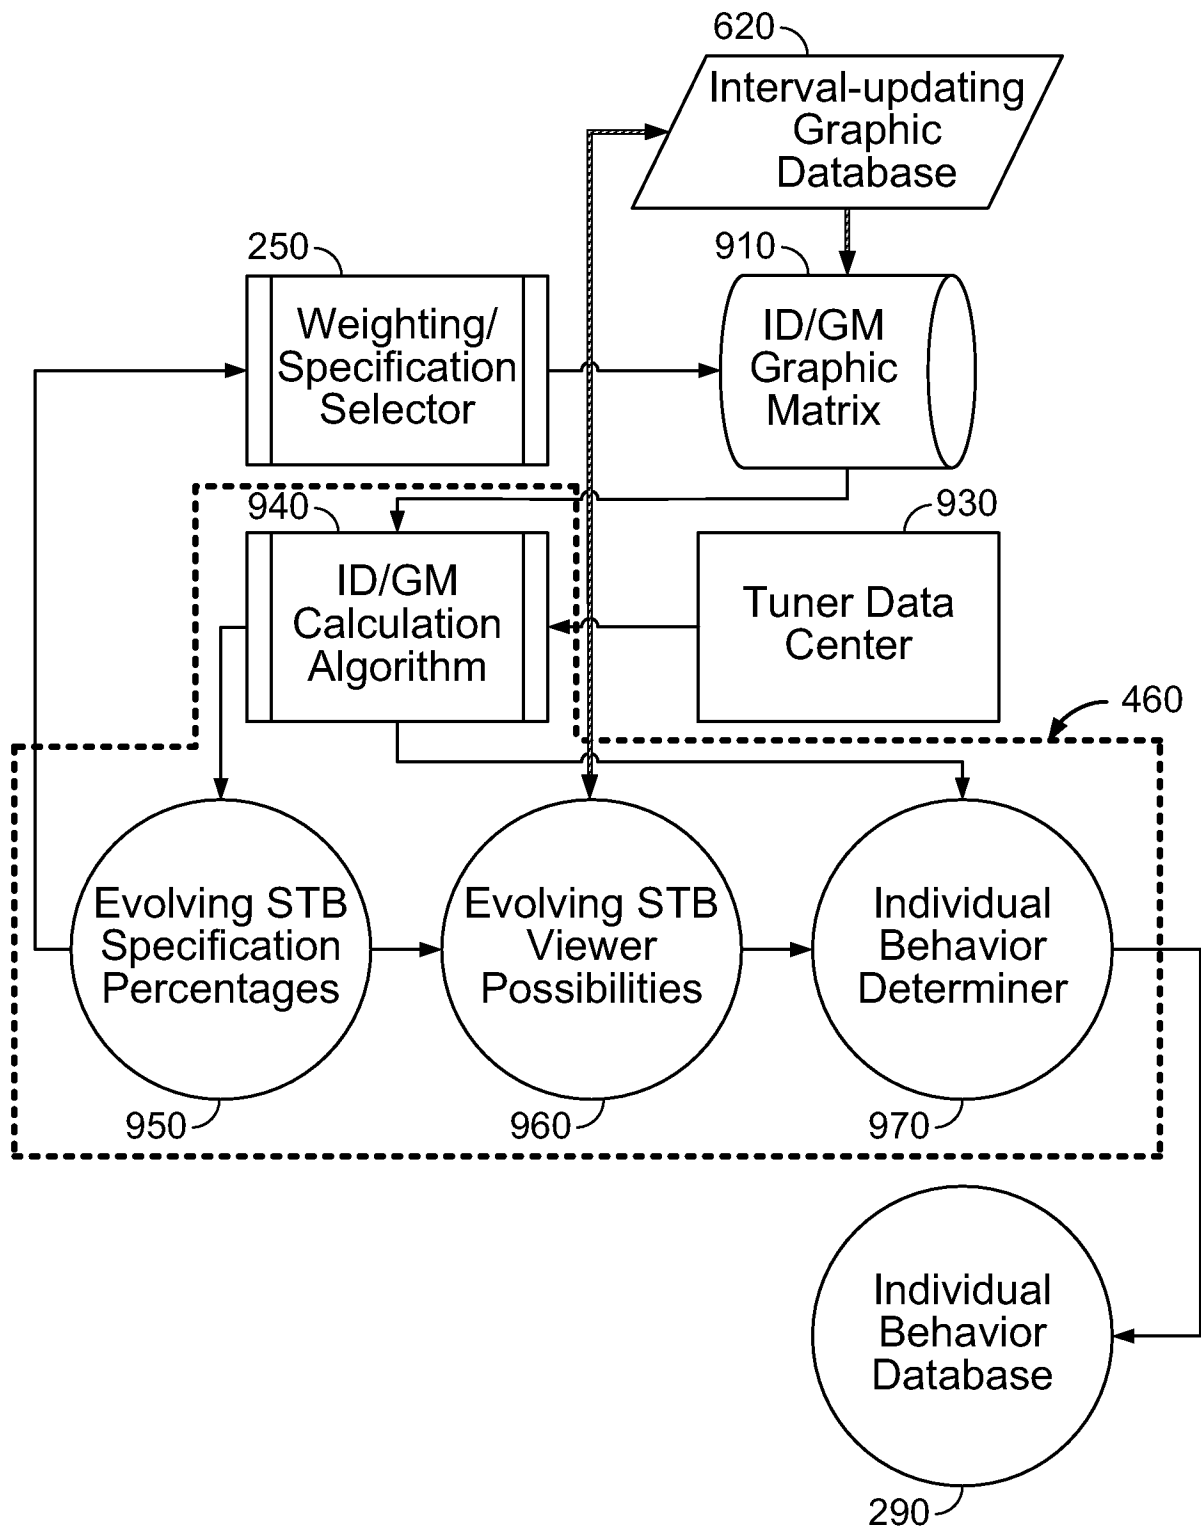 620
Interval-updating
Graphic
Database
250
Weighting/
Specification
Selector
910
ID/GM
Graphic
Matrix
940
ID/GM
Calculation
Algorithm
930
Tuner Data
Center
460
Evolving STB
Specification
Percentages
950
Evolving STB
Viewer
Possibilities
960
Individual
Behavior
Determiner
970
Individual
Behavior
Database
290